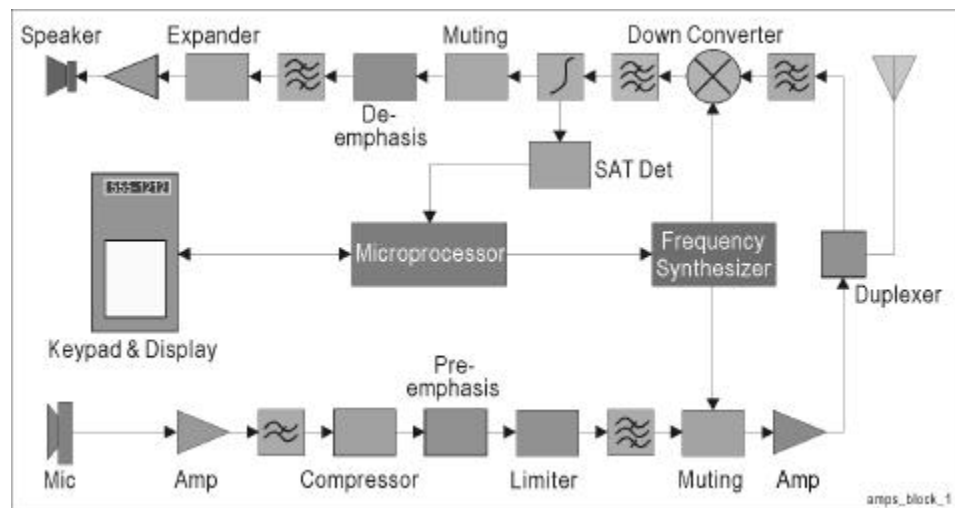 Speaker
Expander
Muting
Down Converter
De-
emphasis
SAT Det
555-1212
Microprocessor
Frequency
Synthesizer
Duplexer
Keypad & Display
Pre-
emphasis
Mic
Amp
Compressor
Limiter
Muting
Amp
amps_block_1